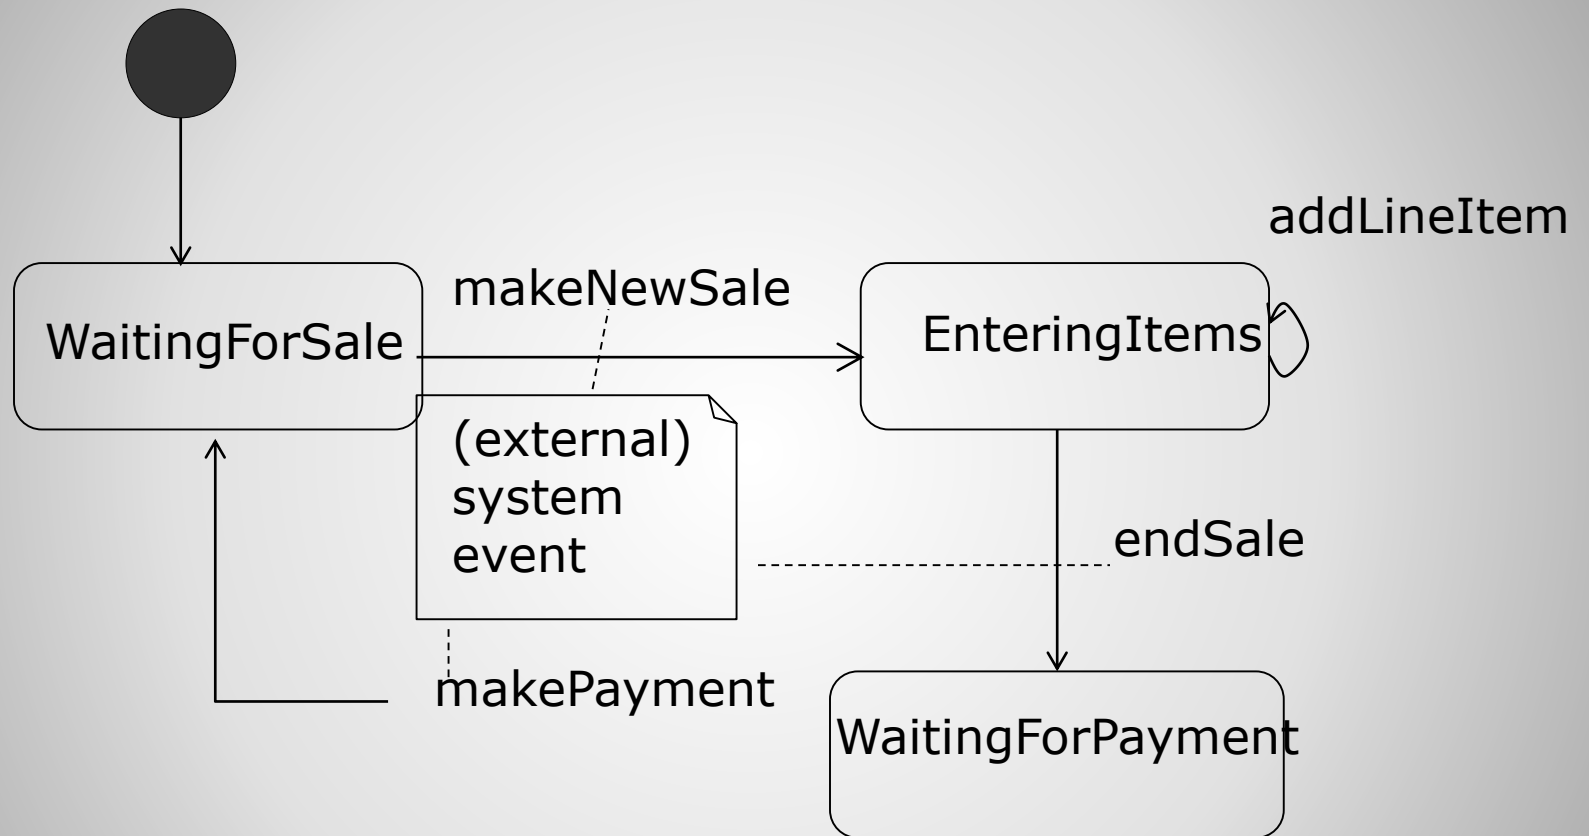 addLineItem
makeNewSale
WaitingForSale
EnteringItems
(external)
system
event
endSale
makePayment
WaitingForPayment